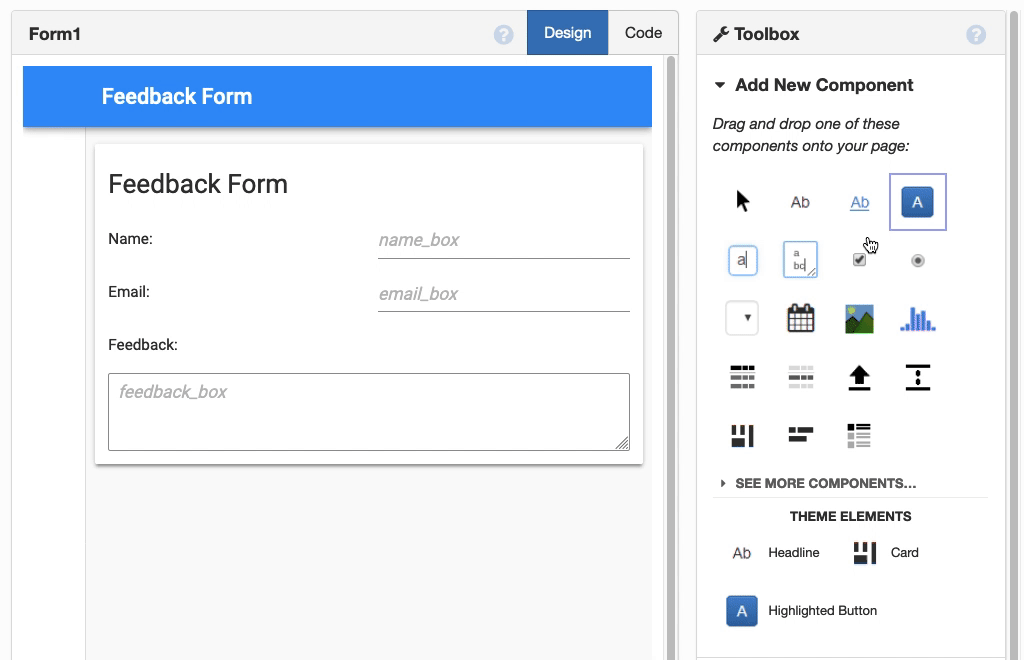 Form1
?
Design
Code
Feedback Form
Feedback Form
Name:
name_box
Email:
email_box
Feedback:
feedback_box
Toolbox
?
Add New Component
Drag and drop one of these
components onto your page:
Ab
Ab
A
a
a
bc
SEE MORE COMPONENTS...
THEME ELEMENTS
Ab
Headline
Card
A
Highlighted Button